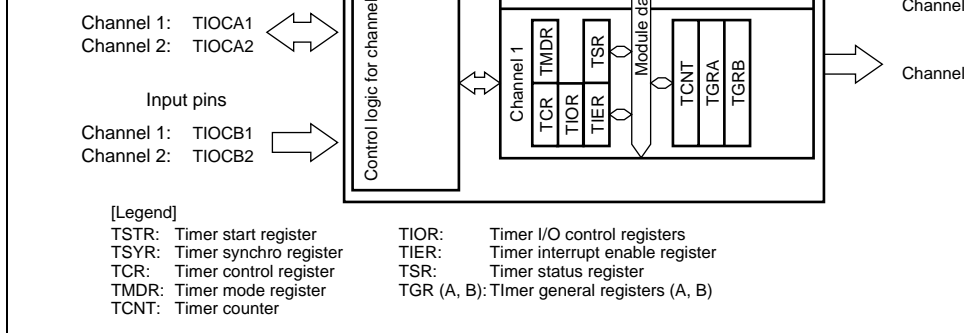 Channel 1: TIOCA1
Channel 2: TIOCA2
Input pins
Channel 1: TIOCB1
Channel 2: TIOCB2
Control logic for channel
Channel 1
TMDR
TSR
TCR
TIOR
TIER
Module da
TCNT
TGRA
TGRB
Channel
Channel
[Legend]
TSTR: Timer start register
TSYR: Timer synchro register
TCR: Timer control register
TMDR: Timer mode register
TCNT: Timer counter
TIOR: Timer I/O control registers
TIER: Timer interrupt enable register
TSR: Timer status register
TGR (A, B): TImer general registers (A, B)